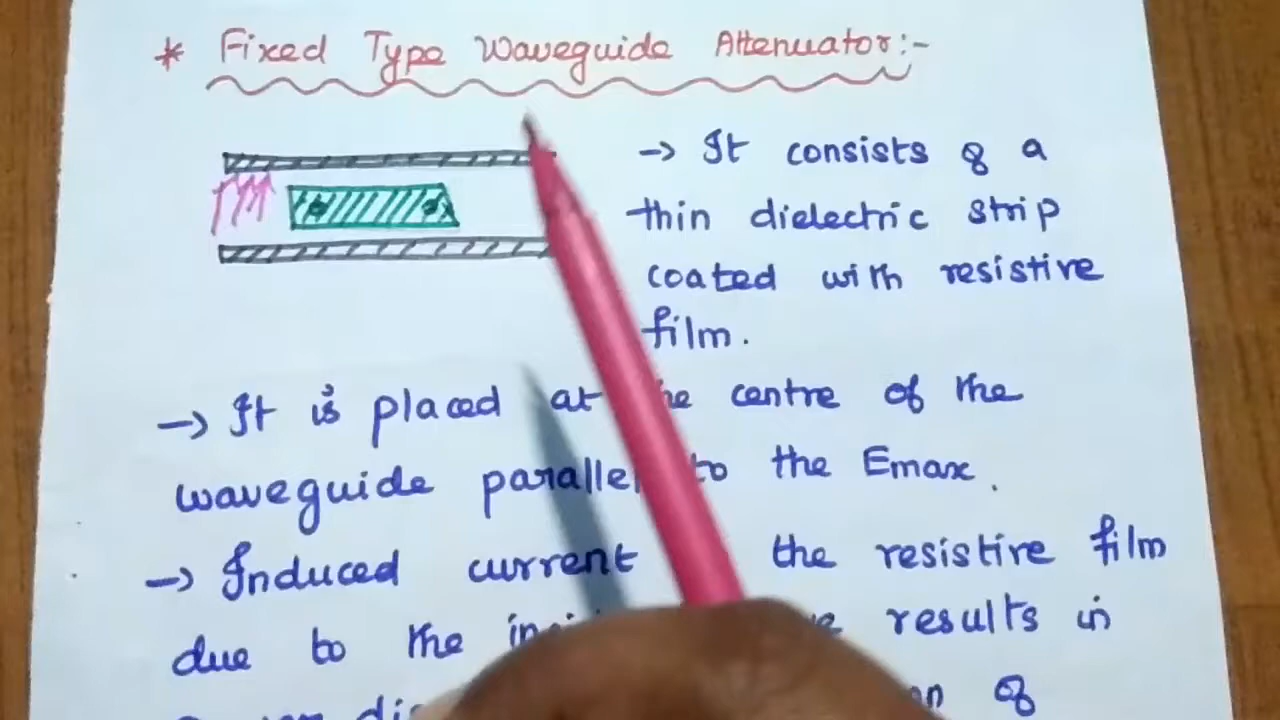 * Fixed Type Waveguide Attenuator:-
→ It consists of a
thin dielectric strip
coated with resistive
film.
→ It is placed at the centre of the
waveguide parallel to the Emax.
→ Induced current the resistive film
due to the results in
of